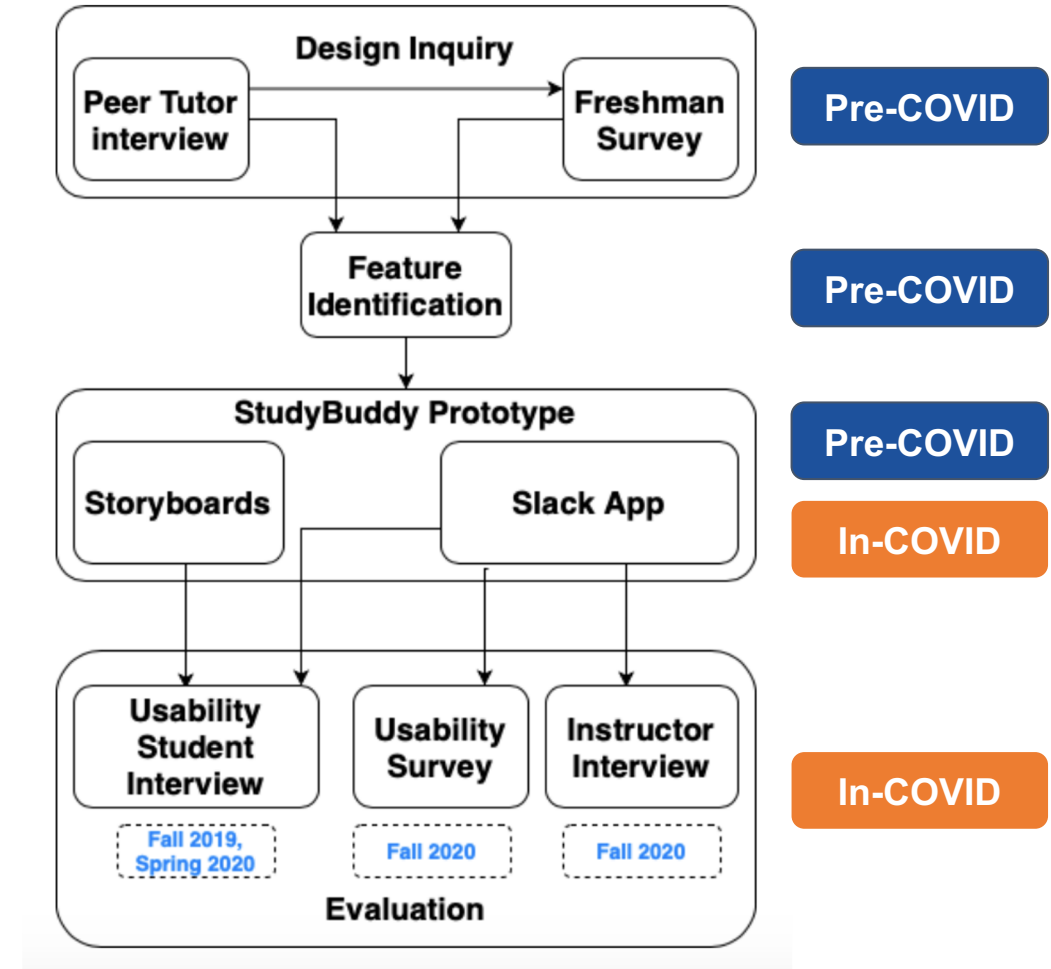 Design Inquiry
Peer Tutor
interview
Freshman
Survey
Pre-COVID
Feature
Identification
Pre-COVID
StudyBuddy Prototype
Storyboards
Slack App
Pre-COVID
In-COVID
Usability
Student
Interview
Usability
Survey
Instructor
Interview
In-COVID
Fall 2019,
Spring 2020
Fall 2020
Fall 2020
Evaluation